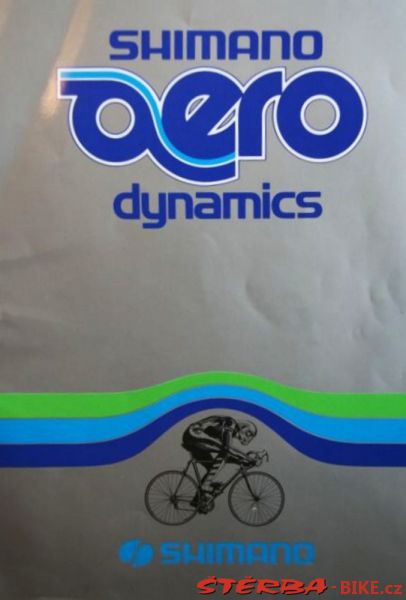 SHIMANO
aero
dynamics
SHIMANO
ŠTĚRBA-BIKE.cz